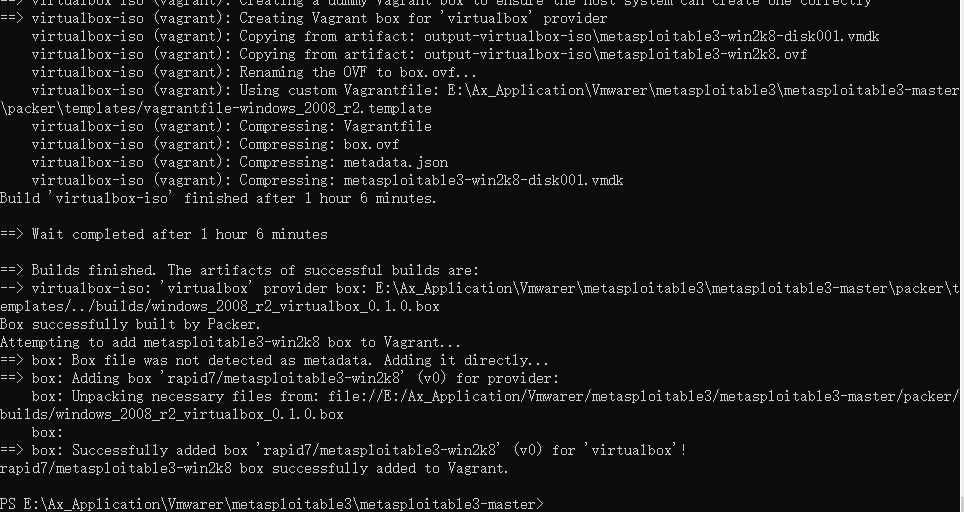 ==> virtualbox-iso (vagrant): Creating a dummy Vagrant box to ensure the host system can create one correctly
==> virtualbox-iso (vagrant): Creating Vagrant box for 'virtualbox' provider
    virtualbox-iso (vagrant): Copying from artifact: output-virtualbox-iso\metasploitable3-win2k8-disk001.vmdk
    virtualbox-iso (vagrant): Copying from artifact: output-virtualbox-iso\metasploitable3-win2k8.ovf
    virtualbox-iso (vagrant): Renaming the OVF to box.ovf...
    virtualbox-iso (vagrant): Using custom Vagrantfile: E:\Ax_Application\Vmwarer\metasploitable3\metasploitable3-master
\packer\templates/vagrantfile-windows_2008_r2.template
    virtualbox-iso (vagrant): Compressing: Vagrantfile
    virtualbox-iso (vagrant): Compressing: box.ovf
    virtualbox-iso (vagrant): Compressing: metadata.json
    virtualbox-iso (vagrant): Compressing: metasploitable3-win2k8-disk001.vmdk
Build 'virtualbox-iso' finished after 1 hour 6 minutes.

==> Wait completed after 1 hour 6 minutes

==> Builds finished. The artifacts of successful builds are:
--> virtualbox-iso: 'virtualbox' provider box: E:\Ax_Application\Vmwarer\metasploitable3\metasploitable3-master\packer\t
emplates/../builds/windows_2008_r2_virtualbox_0.1.0.box
Box successfully built by Packer.
Attempting to add metasploitable3-win2k8 box to Vagrant...
==> box: Box file was not detected as metadata. Adding it directly...
==> box: Adding box 'rapid7/metasploitable3-win2k8' (v0) for provider:
    box: Unpacking necessary files from: file://E:/Ax_Application/Vmwarer/metasploitable3/metasploitable3-master/packer/
builds/windows_2008_r2_virtualbox_0.1.0.box
    box:
==> box: Successfully added box 'rapid7/metasploitable3-win2k8' (v0) for 'virtualbox'!
rapid7/metasploitable3-win2k8 box successfully added to Vagrant.

PS E:\Ax_Application\Vmwarer\metasploitable3\metasploitable3-master>